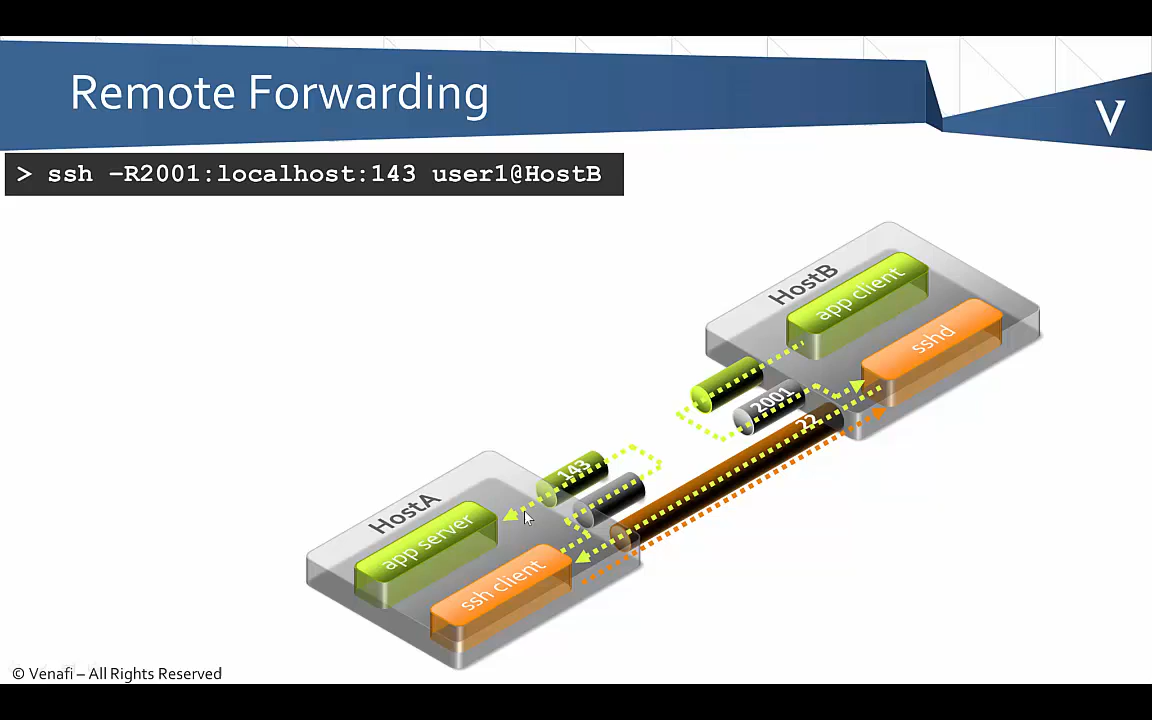 Remote Forwarding
V
> ssh –R2001:localhost:143 user1@HostB
HostB
app client
sshd
2001
22
143
HostA
app server
ssh client
© Venafi – All Rights Reserved